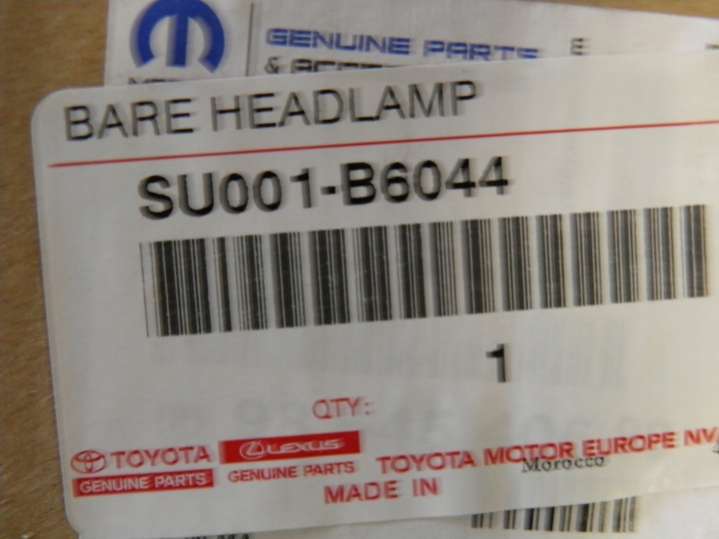 GENUINE PARTS
&
BARE HEADLAMP
SU001-B6044
1
QTY:
TOYOTA
GENUINE PARTS
LEXUS
GENUINE PARTS
TOYOTA MOTOR EUROPE NV
Morocco
MADE IN